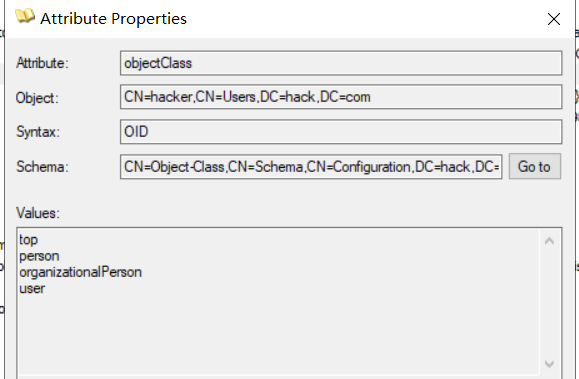 Attribute Properties
Attribute: objectClass
Object: CN=hacker,CN=Users,DC=hack,DC=com
Syntax: OID
Schema: CN=Object-Class,CN=Schema,CN=Configuration,DC=hack,DC= Go to
Values:
top
person
organizationalPerson
user